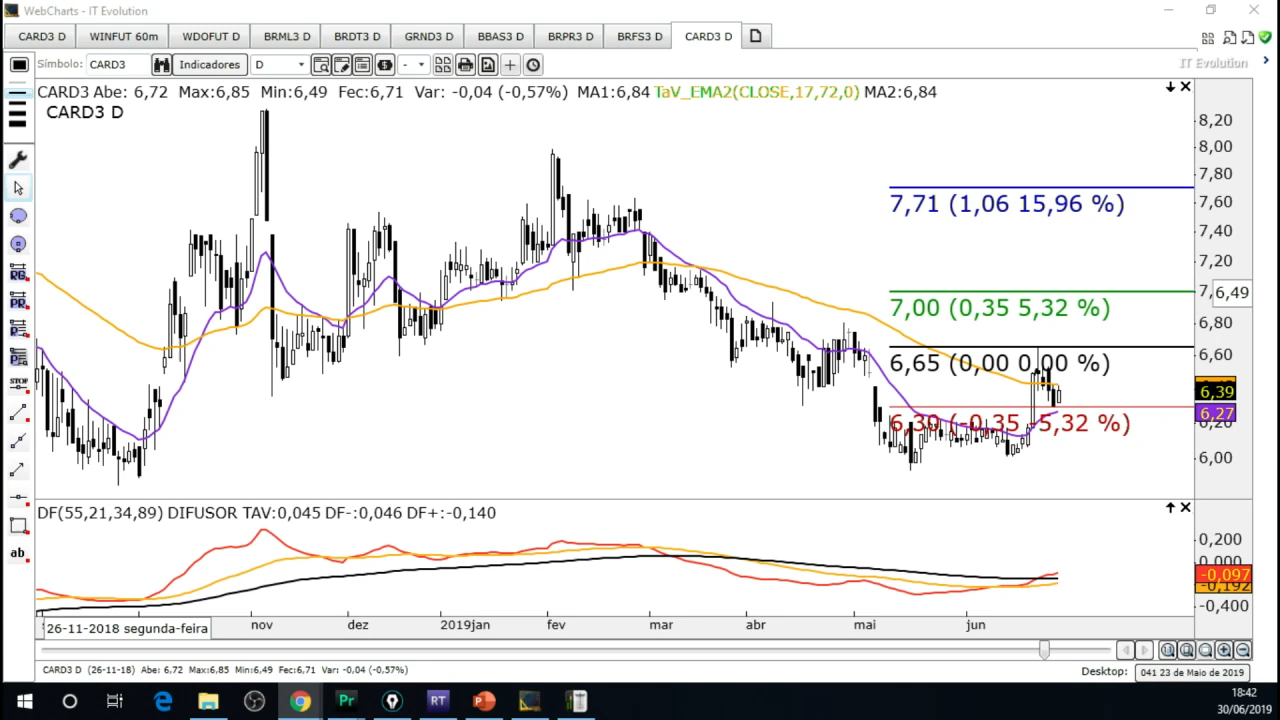 WebCharts - IT Evolution
CARD3 D WINFUT 60m WDOFUT D BRML3 D BRDT3 D GRND3 D BBAS3 D BRPR3 D BRFS3 D CARD3 D
Símbolo: CARD3 Indicadores D - IT Evolution
CARD3 Abe: 6,72 Max:6,85 Min:6,49 Fec:6,71 Var: -0,04 (-0,57%) MA1:6,84 TaV_EMA2(CLOSE,17,72,0) MA2:6,84
CARD3 D
8,20
8,00
7,80
7,60
7,71 (1,06 15,96 %)
7,40
7,20
6,49
7,00 (0,35 5,32 %)
6,80
6,60
6,65 (0,00 0,00 %)
6,39
6,27
6,20
6,30 (-0,35 -5,32 %)
6,00
RG
PR
STOP
ab
DF(55,21,34,89) DIFUSOR TAV:0,045 DF-:0,046 DF+:-0,140
0,200
0,000
-0,097
-0,192
-0,400
26-11-2018 segunda-feira
nov dez 2019jan fev mar abr mai jun
CARD3 D (26-11-18) Abe: 6,72 Max:6,85 Min:6,49 Fec:6,71 Var: -0,04 (-0,57%)
Desktop: 041 23 de Maio de 2019
Pr RT P
18:42
30/06/2019